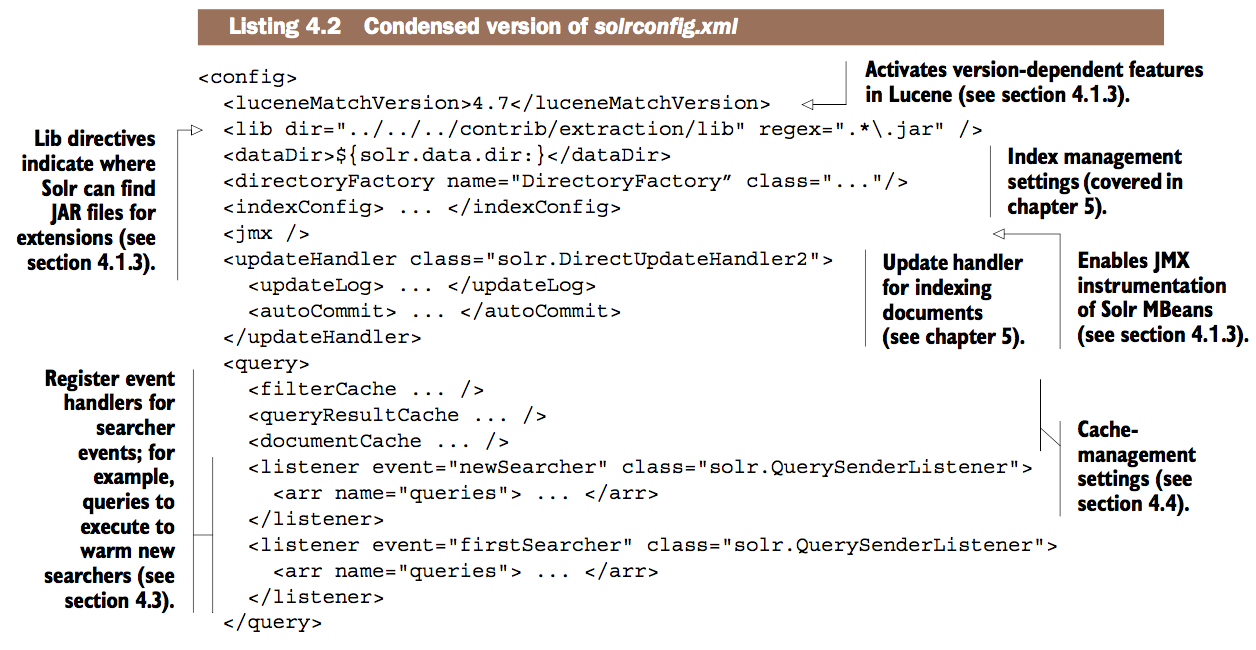 Listing 4.2 Condensed version of solrconfig.xml
<config>
<luceneMatchVersion>4.7</luceneMatchVersion>
Activates version-dependent features
in Lucene (see section 4.1.3).
<lib dir="../../../contrib/extraction/lib" regex=".*\.jar" />
Lib directives
indicate where
Solr can find
JAR files for
extensions (see
section 4.1.3).
<dataDir>${solr.data.dir:}</dataDir>
<directoryFactory name="DirectoryFactory” class="..."/>
<indexConfig> ... </indexConfig>
Index management
settings (covered in
chapter 5).
<jmx />
Enables JMX
instrumentation
of Solr MBeans
(see section 4.1.3).
<updateHandler class="solr.DirectUpdateHandler2">
<updateLog> ... </updateLog>
<autoCommit> ... </autoCommit>
</updateHandler>
Update handler
for indexing
documents
(see chapter 5).
<query>
<filterCache ... />
<queryResultCache ... />
<documentCache ... />
Cache-
management
settings (see
section 4.4).
<listener event="newSearcher" class="solr.QuerySenderListener">
<arr name="queries"> ... </arr>
</listener>
<listener event="firstSearcher" class="solr.QuerySenderListener">
<arr name="queries"> ... </arr>
</listener>
</query>
Register event
handlers for
searcher
events; for
example,
queries to
execute to
warm new
searchers (see
section 4.3).